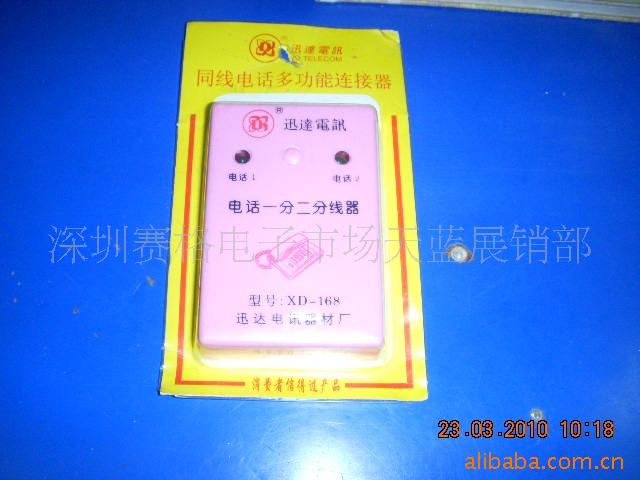 迅達電訊
XD TELECOM
同线电话多功能连接器
迅達電訊
电话 1
电话 2
电话一分二分线器
深圳赛格电子市场天蓝展销部
型号:XD-168
迅达电讯器材厂
消费者信得过产品
23.03.2010 10:18
alibaba.com.cn